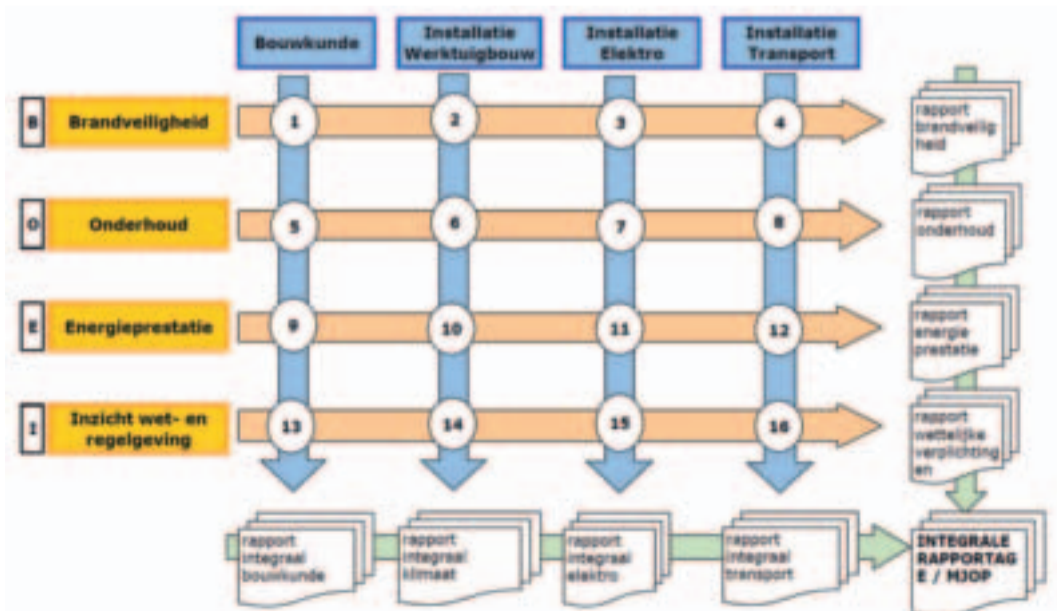 Bouwkunde
Installatie
Werktuigbouw
Installatie
Elektro
Installatie
Transport
B
Brandveiligheid
1
2
3
4
rapport
brandveilig
heid
O
Onderhoud
5
6
7
8
rapport
onderhoud
E
Energieprestatie
9
10
11
12
rapport
energie
prestatie
I
Inzicht wet- en
regelgeving
13
14
15
16
rapport
wettelijke
verplichting
en
rapport
integraal
bouwkunde
rapport
integraal
klimaat
rapport
integraal
elektro
rapport
integraal
transport
INTEGRALE
RAPPORTAG
E / MJOP